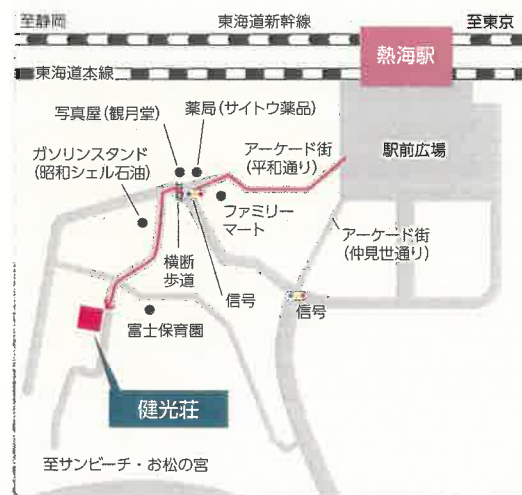 至静岡
東海道新幹線
至東京
東海道本線
熱海駅
写真屋(観月堂)
薬局(サイトウ薬品)
ガソリンスタンド
(昭和シェル石油)
アーケード街
(平和通り)
駅前広場
ファミリー
マート
アーケード街
(仲見世通り)
横断
歩道
信号
信号
富士保育園
健光荘
至サンビーチ・お松の宮